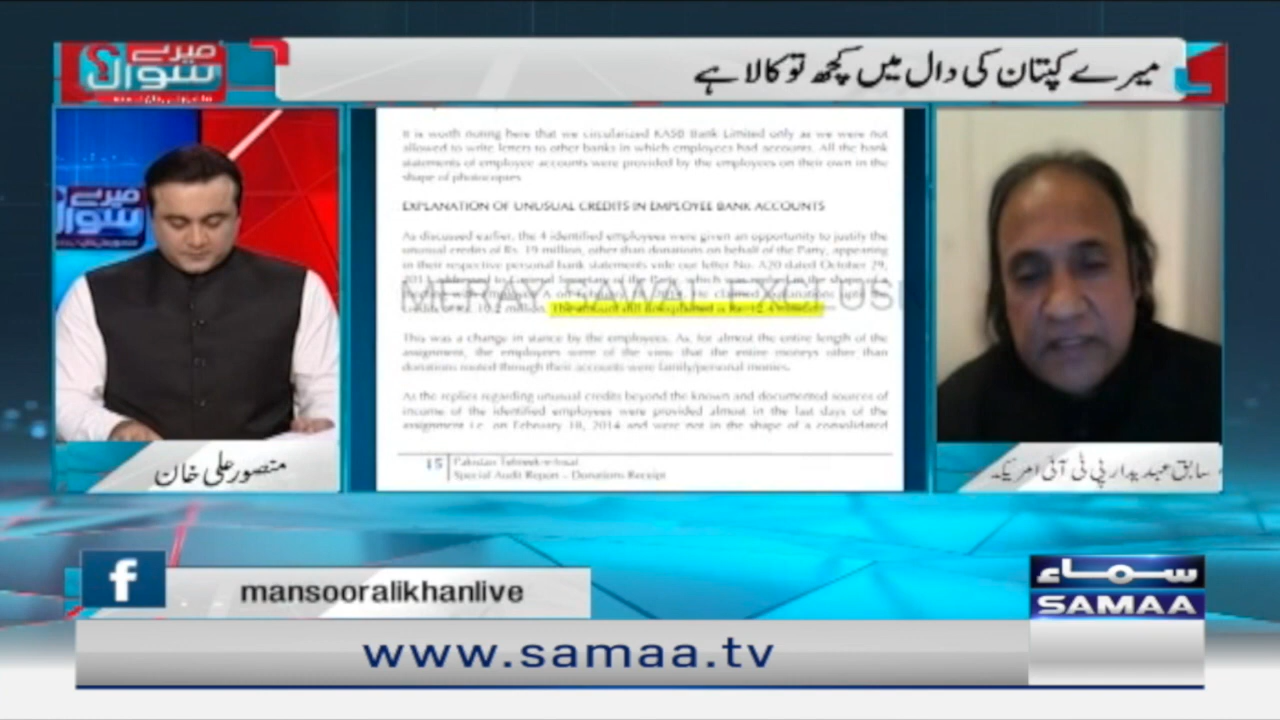 میرے سوال
میرے کپتان کی دال میں کچھ تو کالا ہے
It is worth noting here that we circularized KASB Bank Limited only as we were not
allowed to write letters to other banks in which employees had accounts. All the bank
statements of employee accounts were provided by the employees on their own in the
shape of photocopies
EXPLANATION OF UNUSUAL CREDITS IN EMPLOYEE BANK ACCOUNTS
As discussed earlier, the 4 identified employees were given an opportunity to justify the
unusual credits of Rs. 19 million, other than donations on behalf of the Party, appearing
in their respective personal bank statements vide our letter No. A20 dated October 29,
MERAY SAWAL EXCLUSI
This was a change in stance by the employees. As, for almost the entire length of the
assignment, the employees were of the view that the entire moneys other than
donations routed through their accounts were family/personal monies.
As the replies regarding unusual credits beyond the known and documented sources of
income of the identified employees were provided almost in the last days of the
assignment i.e. on February 18, 2014 and were not in the shape of a consolidated
15
Pakistan Tehreek-e-Insaf
Special Audit Report – Donations Receipt
میرے سوال
منصور علی خان
سابق عہدیدار پی ٹی آئی امریکہ
f
mansooralikhanlive
سماء
SAMAA
www.samaa.tv